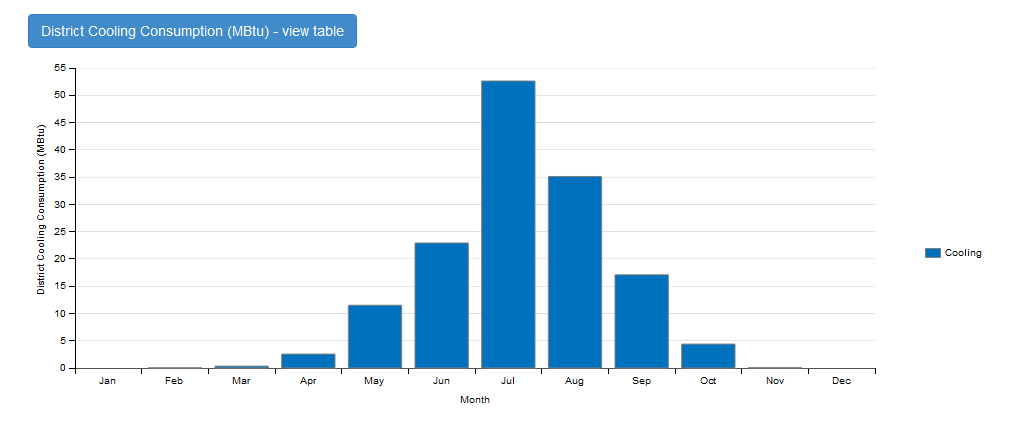 District Cooling Consumption (MBtu) - view table
55
50
45
40
35
30
25
20
15
10
5
0
District Cooling Consumption (MBtu)
Jan Feb Mar Apr May Jun Jul Aug Sep Oct Nov Dec
Month
Cooling